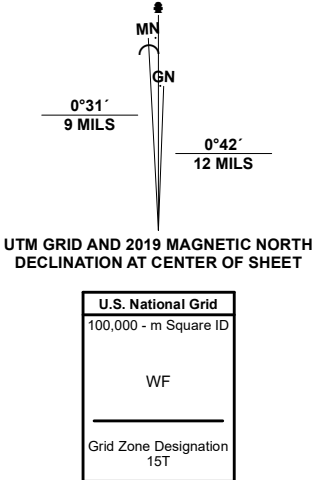 MN
GN
0°31´
9 MILS
0°42´
12 MILS
UTM GRID AND 2019 MAGNETIC NORTH
DECLINATION AT CENTER OF SHEET
U.S. National Grid
100,000 - m Square ID
WF
Grid Zone Designation
15T